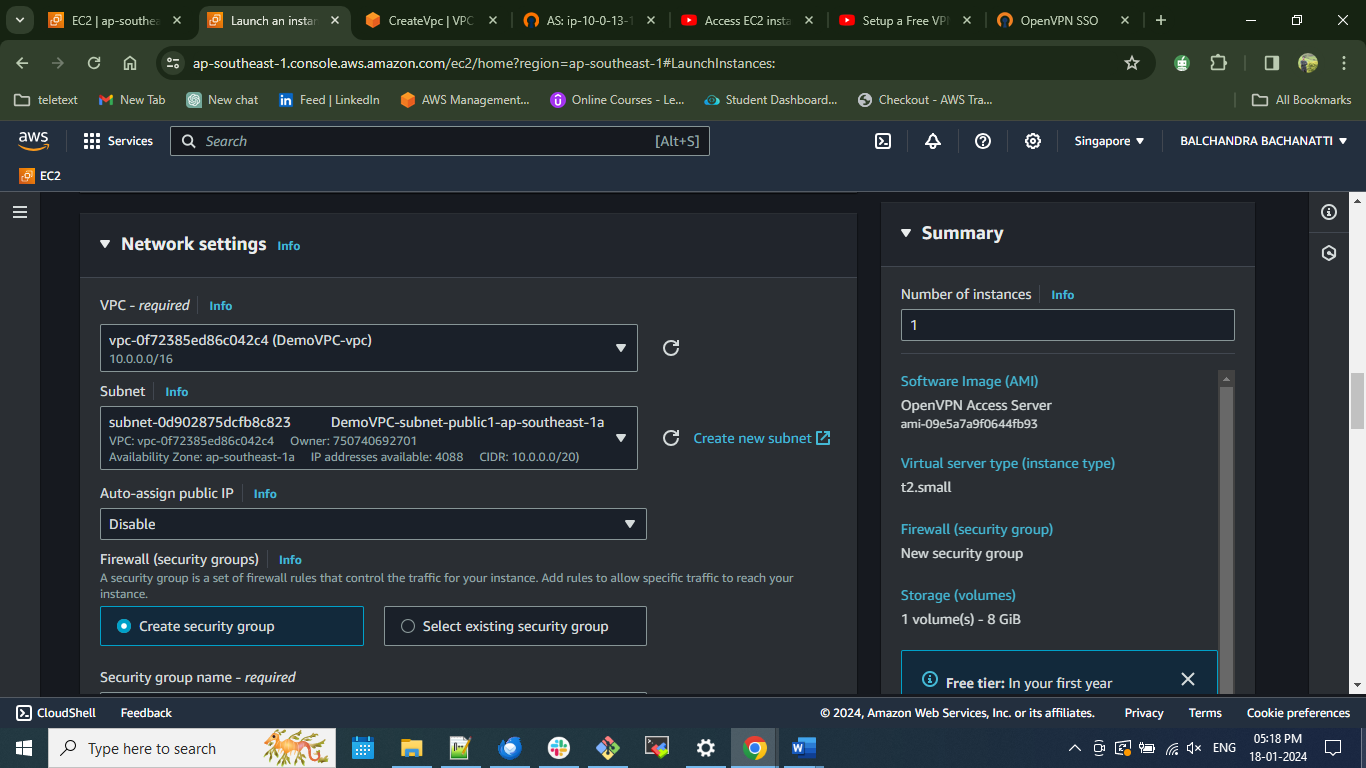 EC2 | ap-southea
Launch an instan
CreateVpc | VPC
AS: ip-10-0-13-1
Access EC2 insta
Setup a Free VPN
OpenVPN SSO
ap-southeast-1.console.aws.amazon.com/ec2/home?region=ap-southeast-1#LaunchInstances:
teletext
New Tab
New chat
Feed | LinkedIn
AWS Management...
Online Courses - Le...
Student Dashboard...
Checkout - AWS Tra...
All Bookmarks
aws
Services
Search
[Alt+S]
Singapore
BALCHANDRA BACHANATTI
EC2
Network settings Info
VPC - required Info
vpc-0f72385ed86c042c4 (DemoVPC-vpc)
10.0.0.0/16
Subnet Info
subnet-0d902875dcfb8c823 DemoVPC-subnet-public1-ap-southeast-1a
VPC: vpc-0f72385ed86c042c4 Owner: 750740692701
Availability Zone: ap-southeast-1a IP addresses available: 4088 CIDR: 10.0.0.0/20)
Create new subnet
Auto-assign public IP Info
Disable
Firewall (security groups) Info
A security group is a set of firewall rules that control the traffic for your instance. Add rules to allow specific traffic to reach your
instance.
Create security group
Select existing security group
Security group name - required
Summary
Number of instances Info
1
Software Image (AMI)
OpenVPN Access Server
ami-09e5a7a9f0644fb93
Virtual server type (instance type)
t2.small
Firewall (security group)
New security group
Storage (volumes)
1 volume(s) - 8 GiB
Free tier: In your first year
CloudShell
Feedback
© 2024, Amazon Web Services, Inc. or its affiliates.
Privacy
Terms
Cookie preferences
Type here to search
ENG
05:18 PM
18-01-2024